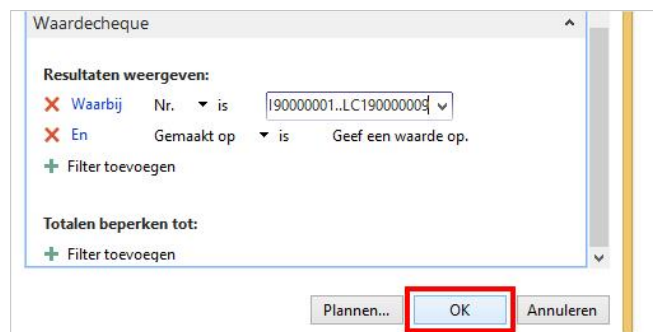 Waardecheque
Resultaten weergeven:
Waarbij Nr. is I90000001..LC190000009
En Gemaakt op is Geef een waarde op.
Filter toevoegen
Totalen beperken tot:
Filter toevoegen
Plannen... OK Annuleren